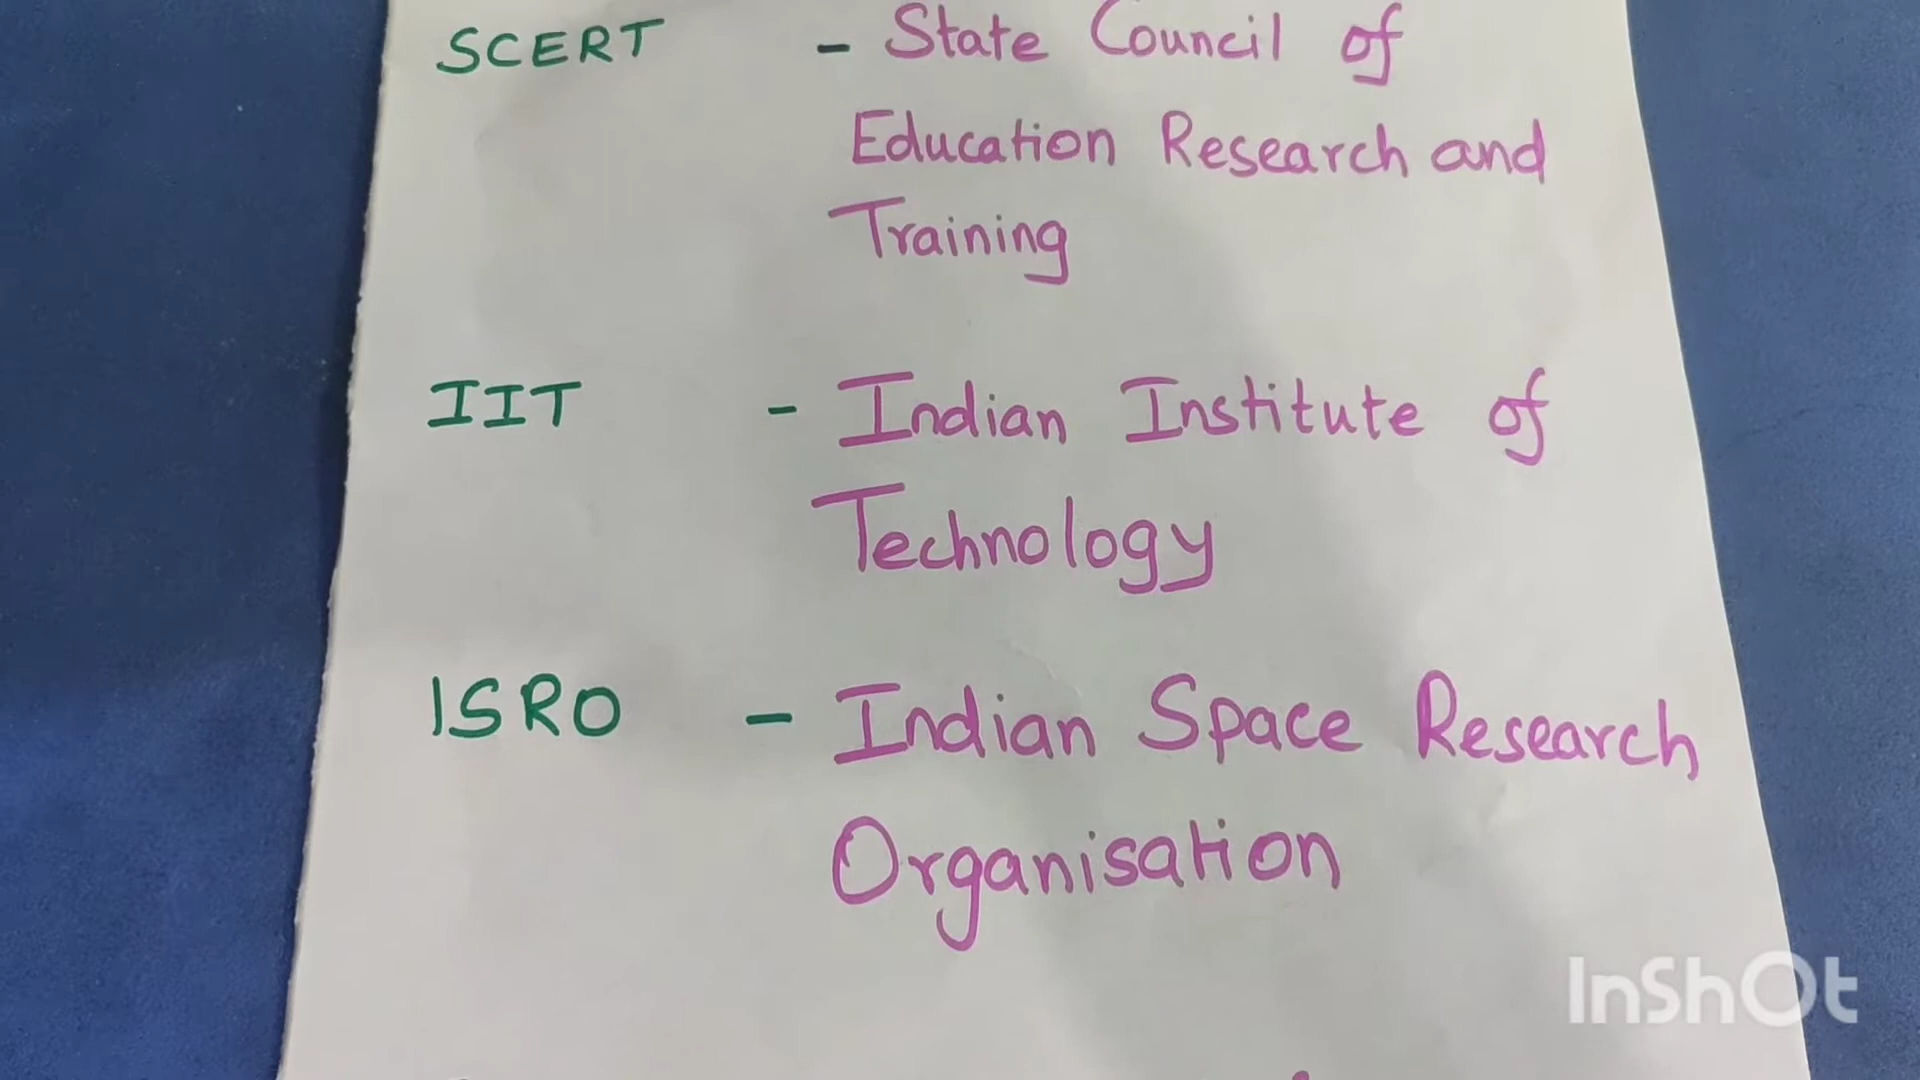 SCERT - State Council of
Education Research and
Training
IIT - Indian Institute of
Technology
ISRO - Indian Space Research
Organisation
InShOt